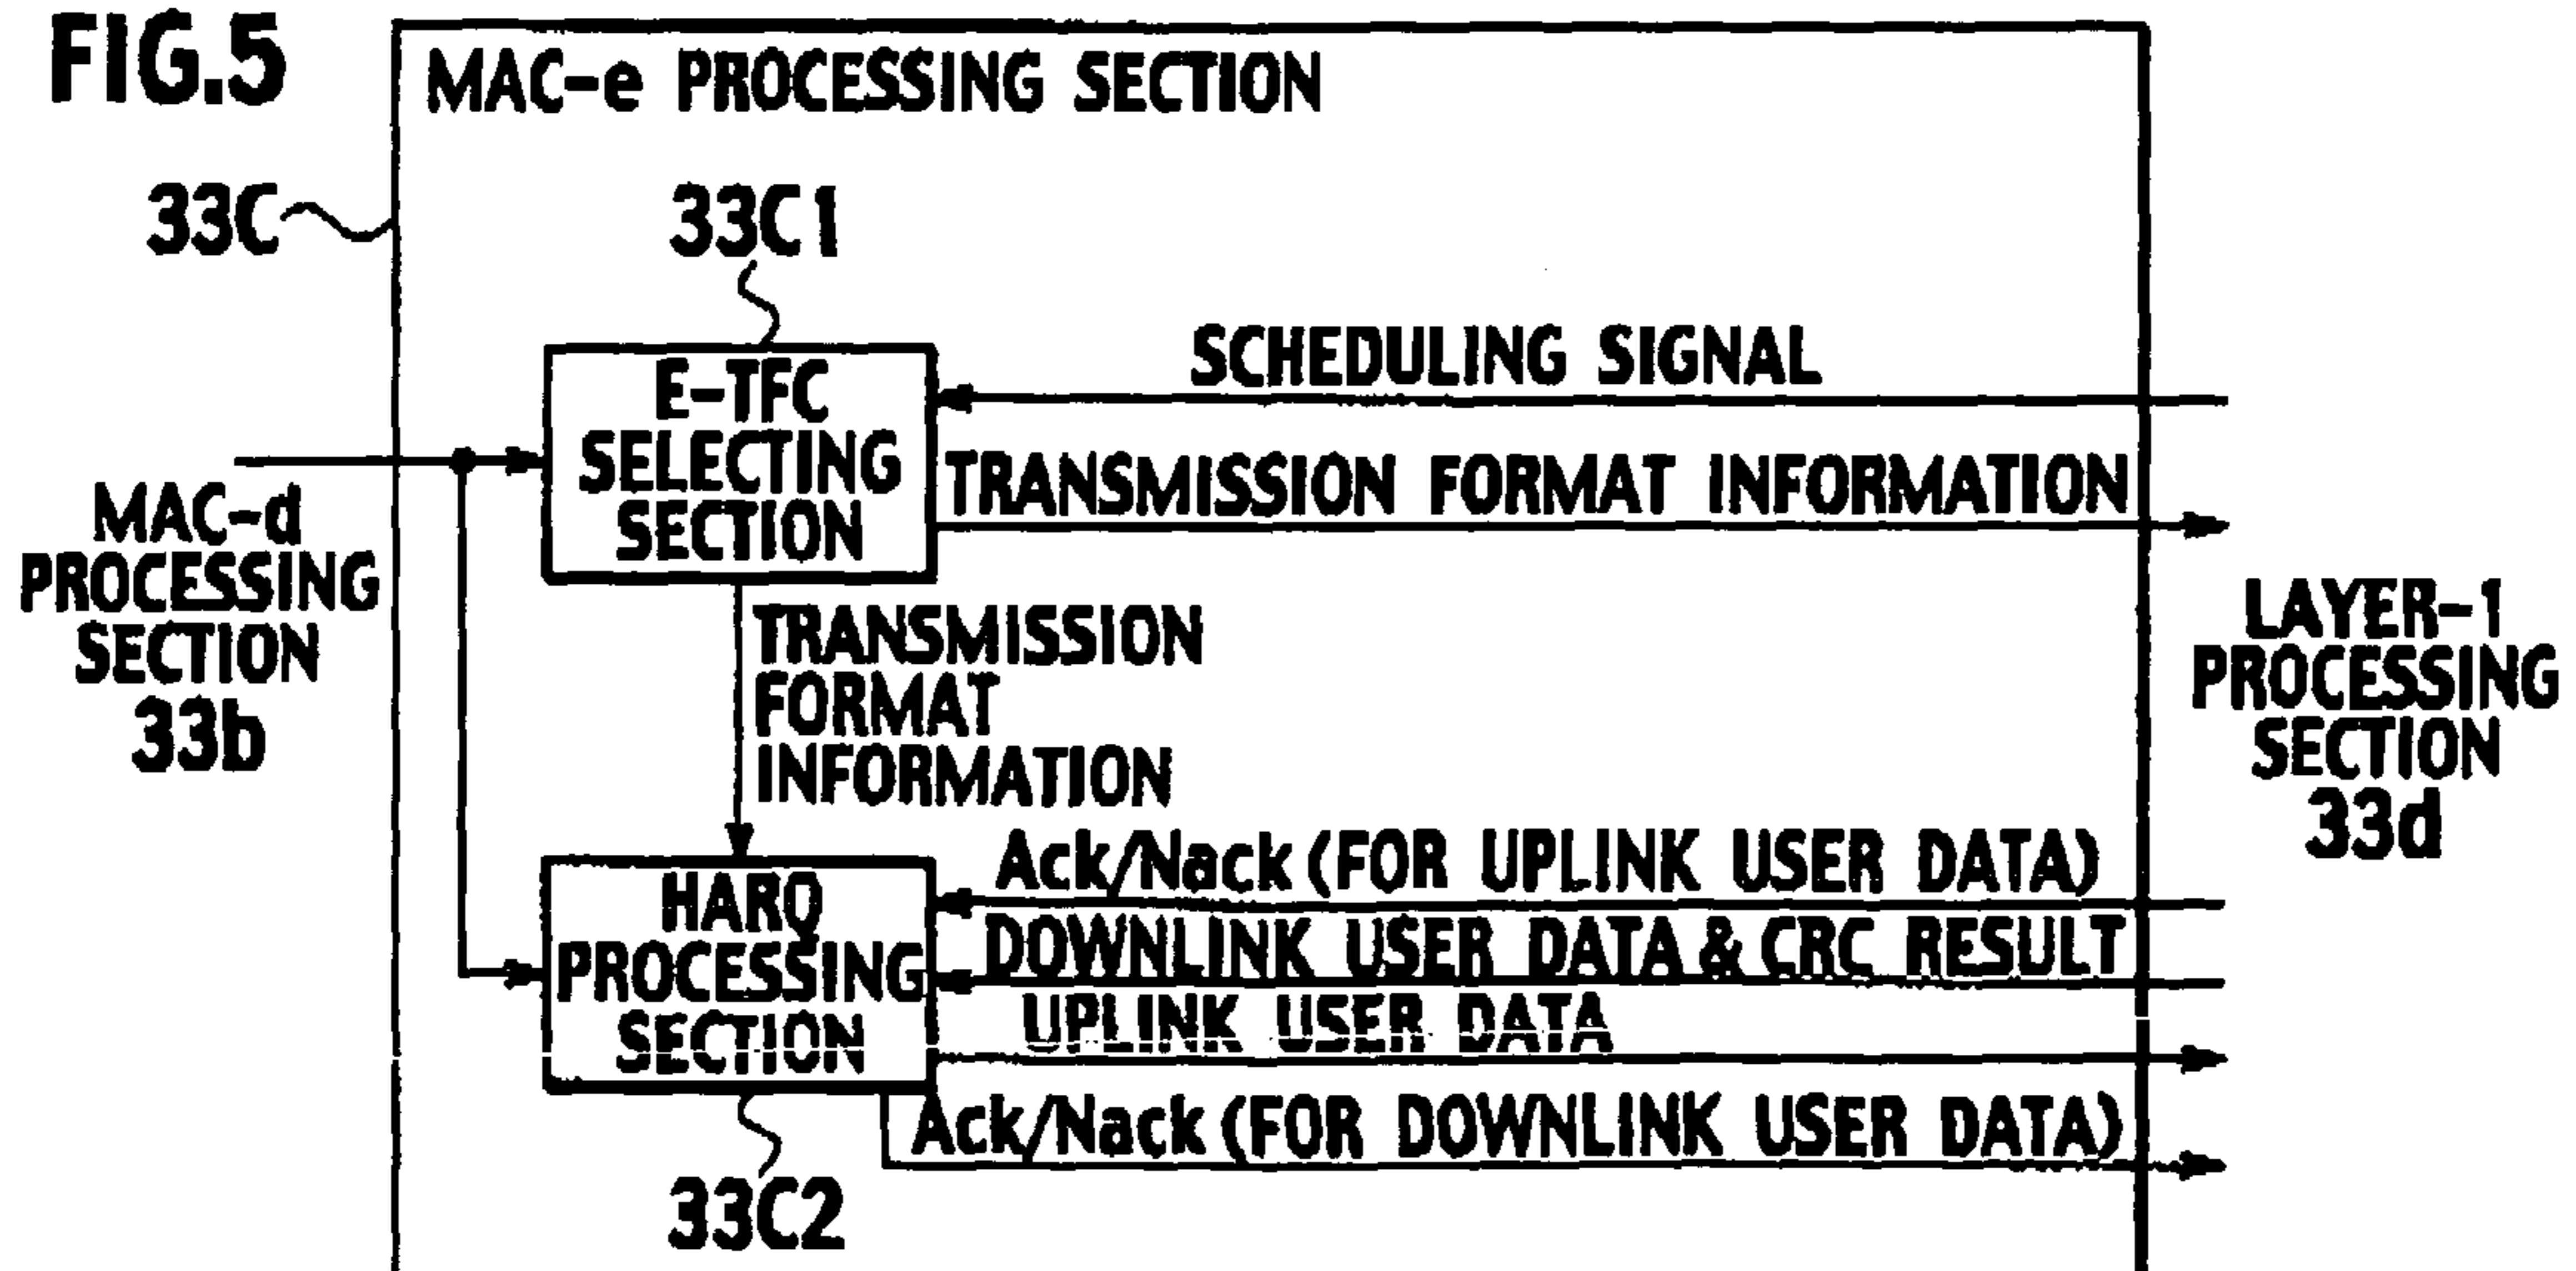 FIG.5
MAC-e PROCESSING SECTION
33C
33C1
E-TFC
SELECTING
SECTION
SCHEDULING SIGNAL
TRANSMISSION FORMAT INFORMATION
MAC-d
PROCESSING
SECTION
33b
TRANSMISSION
FORMAT
INFORMATION
LAYER-1
PROCESSING
SECTION
33d
HARQ
PROCESSING
SECTION
Ack/Nack (FOR UPLINK USER DATA)
DOWNLINK USER DATA & CRC RESULT
UPLINK USER DATA
Ack/Nack (FOR DOWNLINK USER DATA)
33C2